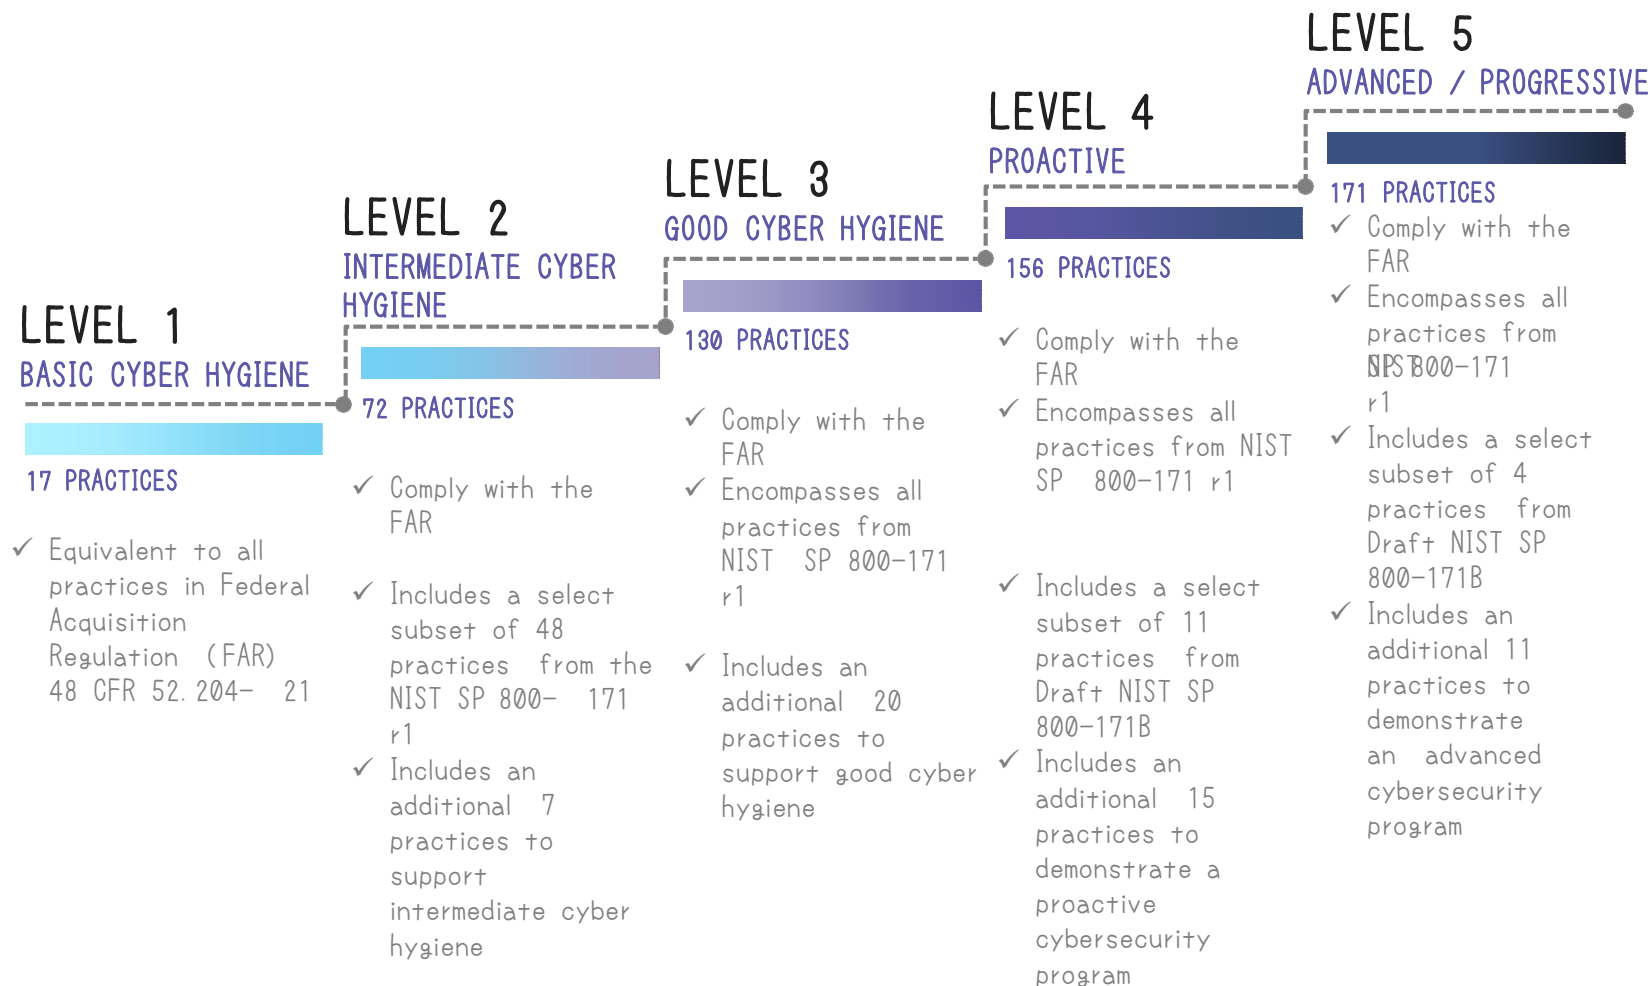 LEVEL 1
BASIC CYBER HYGIENE
17 PRACTICES
✓ Equivalent to all
practices in Federal
Acquisition
Regulation (FAR)
48 CFR 52.204- 21
LEVEL 2
INTERMEDIATE CYBER
HYGIENE
72 PRACTICES
✓ Comply with the
FAR
✓ Includes a select
subset of 48
practices from the
NIST SP 800- 171
r1
✓ Includes an
additional 7
practices to
support
intermediate cyber
hygiene
LEVEL 3
GOOD CYBER HYGIENE
130 PRACTICES
✓ Comply with the
FAR
✓ Encompasses all
practices from
NIST SP 800-171
r1
✓ Includes an
additional 20
practices to
support good cyber
hygiene
LEVEL 4
PROACTIVE
156 PRACTICES
✓ Comply with the
FAR
✓ Encompasses all
practices from NIST
SP 800-171 r1
✓ Includes a select
subset of 11
practices from
Draft NIST SP
800-171B
✓ Includes an
additional 15
practices to
demonstrate a
proactive
cybersecurity
program
LEVEL 5
ADVANCED / PROGRESSIVE
171 PRACTICES
✓ Comply with the
FAR
✓ Encompasses all
practices from
NIST SP 800-171
r1
✓ Includes a select
subset of 4
practices from
Draft NIST SP
800-171B
✓ Includes an
additional 11
practices to
demonstrate
an advanced
cybersecurity
program